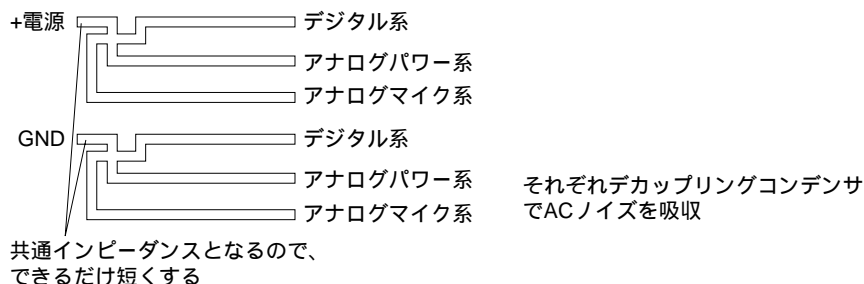 +電源
デジタル系
アナログパワー系
アナログマイク系
GND
デジタル系
アナログパワー系
アナログマイク系
それぞれデカップリングコンデンサ
でACノイズを吸収
共通インピーダンスとなるので、
できるだけ短くする